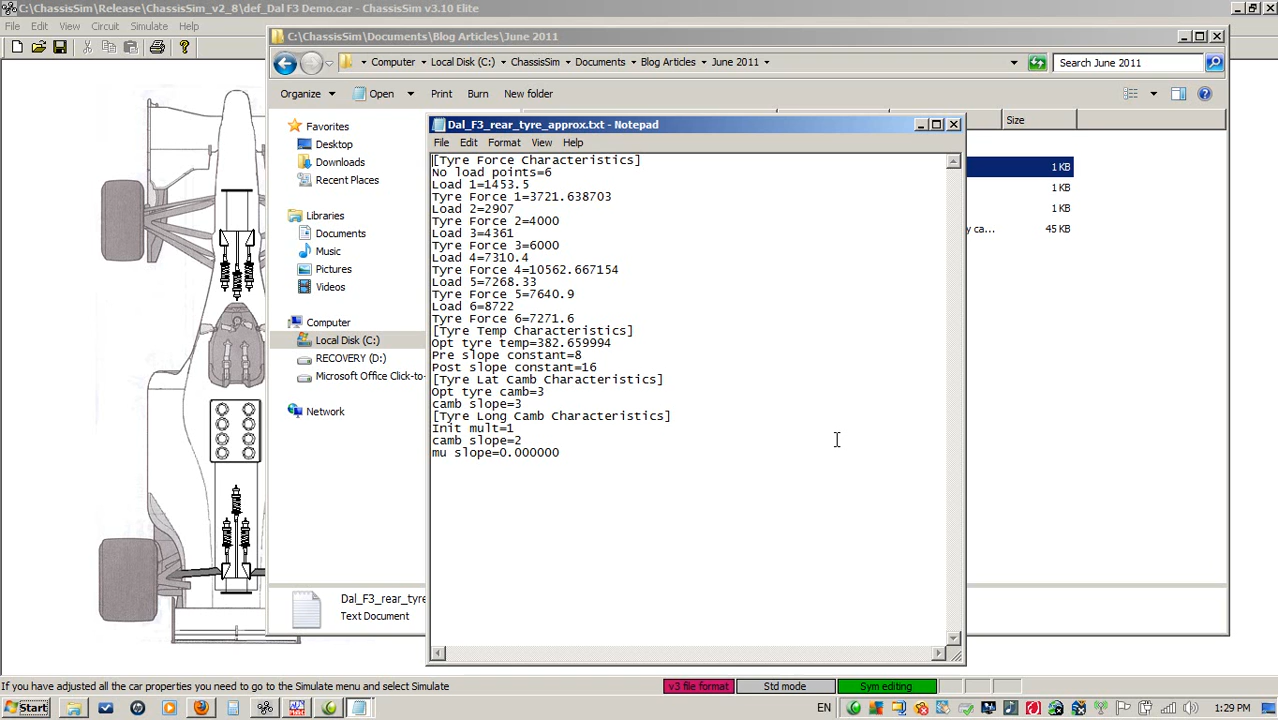 C:\ChassisSim\Release\ChassisSim_v2_8\def_Dal F3 Demo.car - ChassisSim v3.10 Elite
File Edit View Circuit Simulate Help
C:\ChassisSim\Documents\Blog Articles\June 2011
Computer Local Disk (C:) ChassisSim Documents Blog Articles June 2011
Search June 2011
Organize Open Print Burn New folder
Size
Favorites
Desktop
Downloads
Recent Places
Libraries
Documents
Music
Pictures
Videos
Computer
Local Disk (C:)
RECOVERY (D:)
Microsoft Office Click-to-
Network
1 KB
1 KB
1 KB
y ca... 45 KB
Dal_F3_rear_tyre_approx.txt - Notepad
File Edit Format View Help
[Tyre Force Characteristics]
No load points=6
Load 1=1453.5
Tyre Force 1=3721.638703
Load 2=2907
Tyre Force 2=4000
Load 3=4361
Tyre Force 3=6000
Load 4=7310.4
Tyre Force 4=10562.667154
Load 5=7268.33
Tyre Force 5=7640.9
Load 6=8722
Tyre Force 6=7271.6
[Tyre Temp Characteristics]
Opt tyre temp=382.659994
Pre slope constant=8
Post slope constant=16
[Tyre Lat Camb Characteristics]
Opt tyre camb=3
camb slope=3
[Tyre Long Camb Characteristics]
Init mult=1
camb slope=2
mu slope=0.000000
Dal_F3_rear_tyre
Text Document
If you have adjusted all the car properties you need to go to the Simulate menu and select Simulate
v3 file format
Std mode
Sym editing
Start
EN
1:29 PM